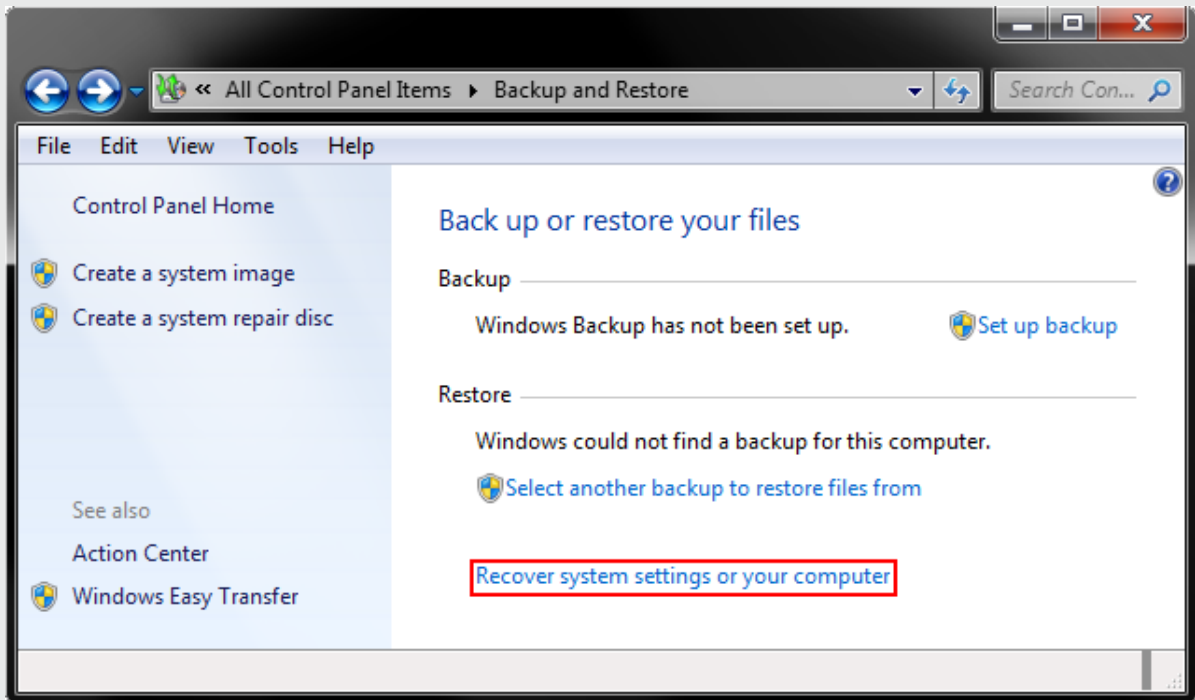 « All Control Panel Items ▸ Backup and Restore
Search Con...
File Edit View Tools Help
Control Panel Home
Create a system image
Create a system repair disc
See also
Action Center
Windows Easy Transfer
Back up or restore your files
Backup
Windows Backup has not been set up.
Set up backup
Restore
Windows could not find a backup for this computer.
Select another backup to restore files from
Recover system settings or your computer